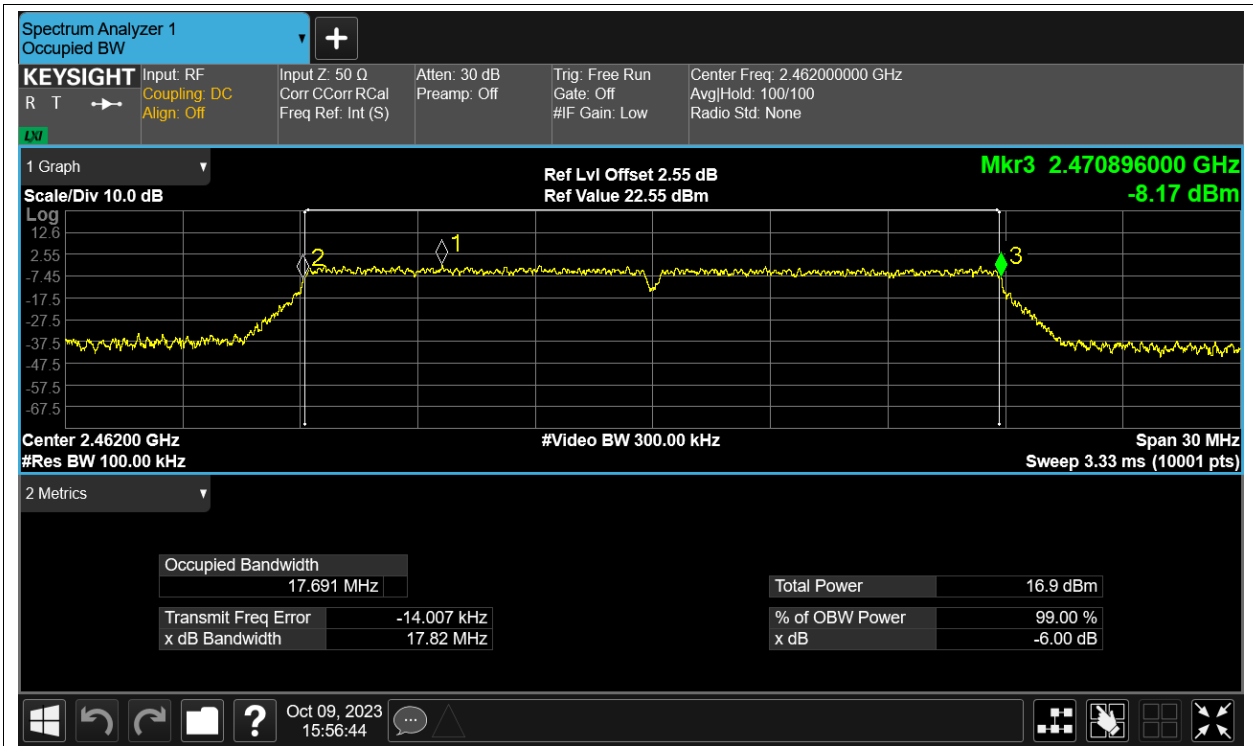 Spectrum Analyzer 1
Occupied BW
KEYSIGHT
R T
LXI
Input: RF
Coupling: DC
Align: Off
Input Z: 50 Ω
Corr CCorr RCal
Freq Ref: Int (S)
Atten: 30 dB
Preamp: Off
Trig: Free Run
Gate: Off
#IF Gain: Low
Center Freq: 2.462000000 GHz
Avg|Hold: 100/100
Radio Std: None
1 Graph
Scale/Div 10.0 dB
Ref Lvl Offset 2.55 dB
Ref Value 22.55 dBm
Mkr3 2.470896000 GHz
-8.17 dBm
Log
12.6
2.55
-7.45
-17.5
-27.5
-37.5
-47.5
-57.5
-67.5
2
1
3
Center 2.46200 GHz
#Res BW 100.00 kHz
#Video BW 300.00 kHz
Span 30 MHz
Sweep 3.33 ms (10001 pts)
2 Metrics
Occupied Bandwidth
17.691 MHz
Transmit Freq Error -14.007 kHz
x dB Bandwidth 17.82 MHz
Total Power 16.9 dBm
% of OBW Power 99.00 %
x dB -6.00 dB
?
Oct 09, 2023
15:56:44